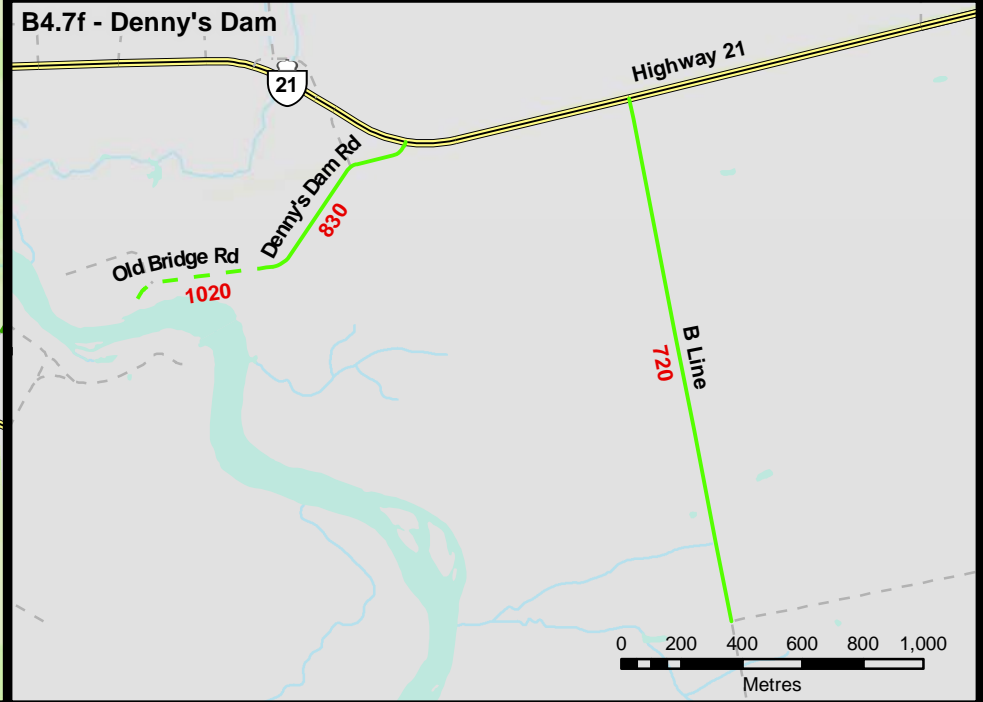 B4.7f - Denny's Dam
Highway 21
21
Denny's Dam Rd
830
Old Bridge Rd
1020
B Line
720
0 200 400 600 800 1,000
Metres